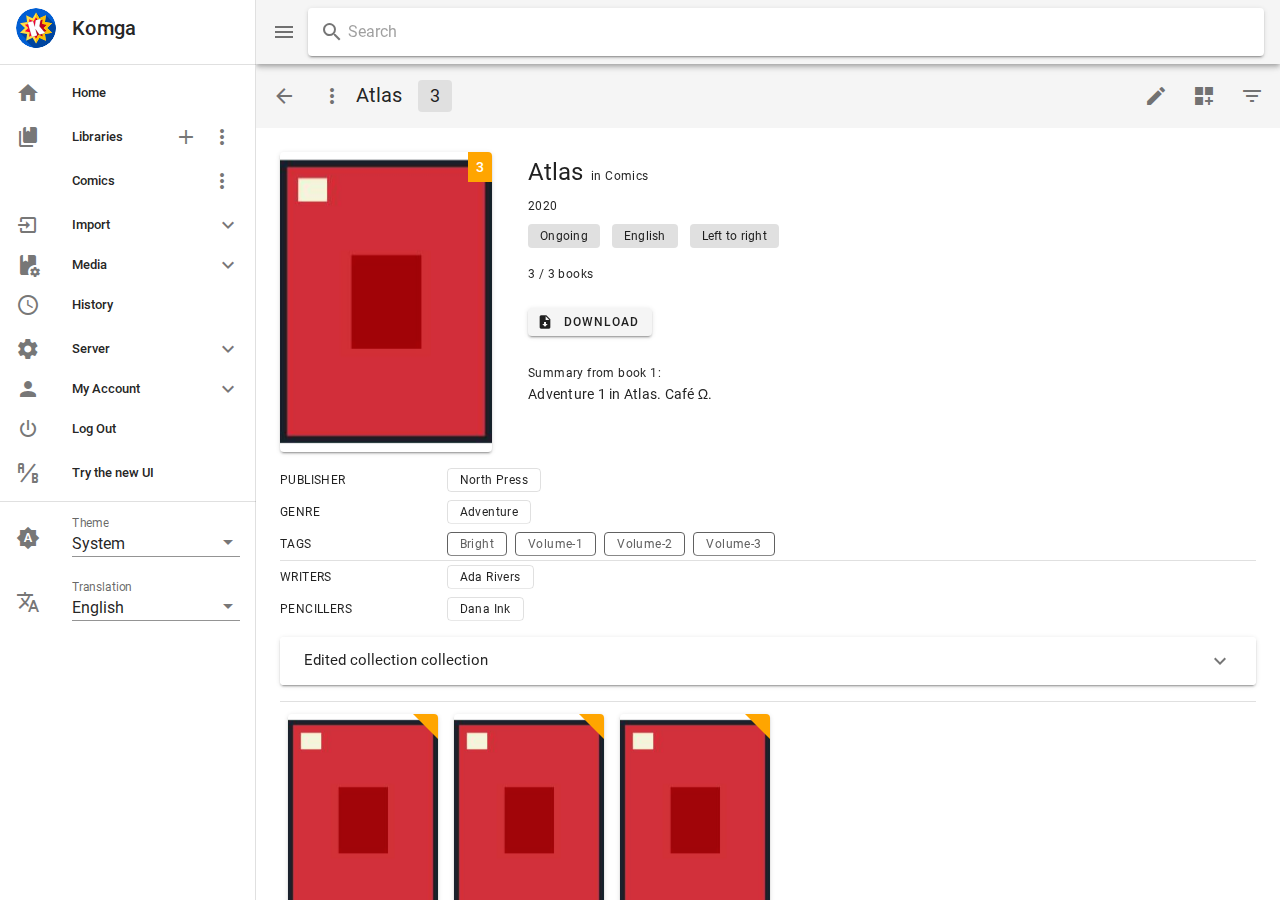 Komga
Search
Home
Libraries
Comics
Import
Media
History
Server
My Account
Log Out
Try the new UI
Theme
System
Translation
English
Atlas 3
3
Atlas in Comics
2020
Ongoing English Left to right
3 / 3 books
DOWNLOAD
Summary from book 1:
Adventure 1 in Atlas. Café Ω.
PUBLISHER North Press
GENRE Adventure
TAGS Bright Volume-1 Volume-2 Volume-3
WRITERS Ada Rivers
PENCILLERS Dana Ink
Edited collection collection